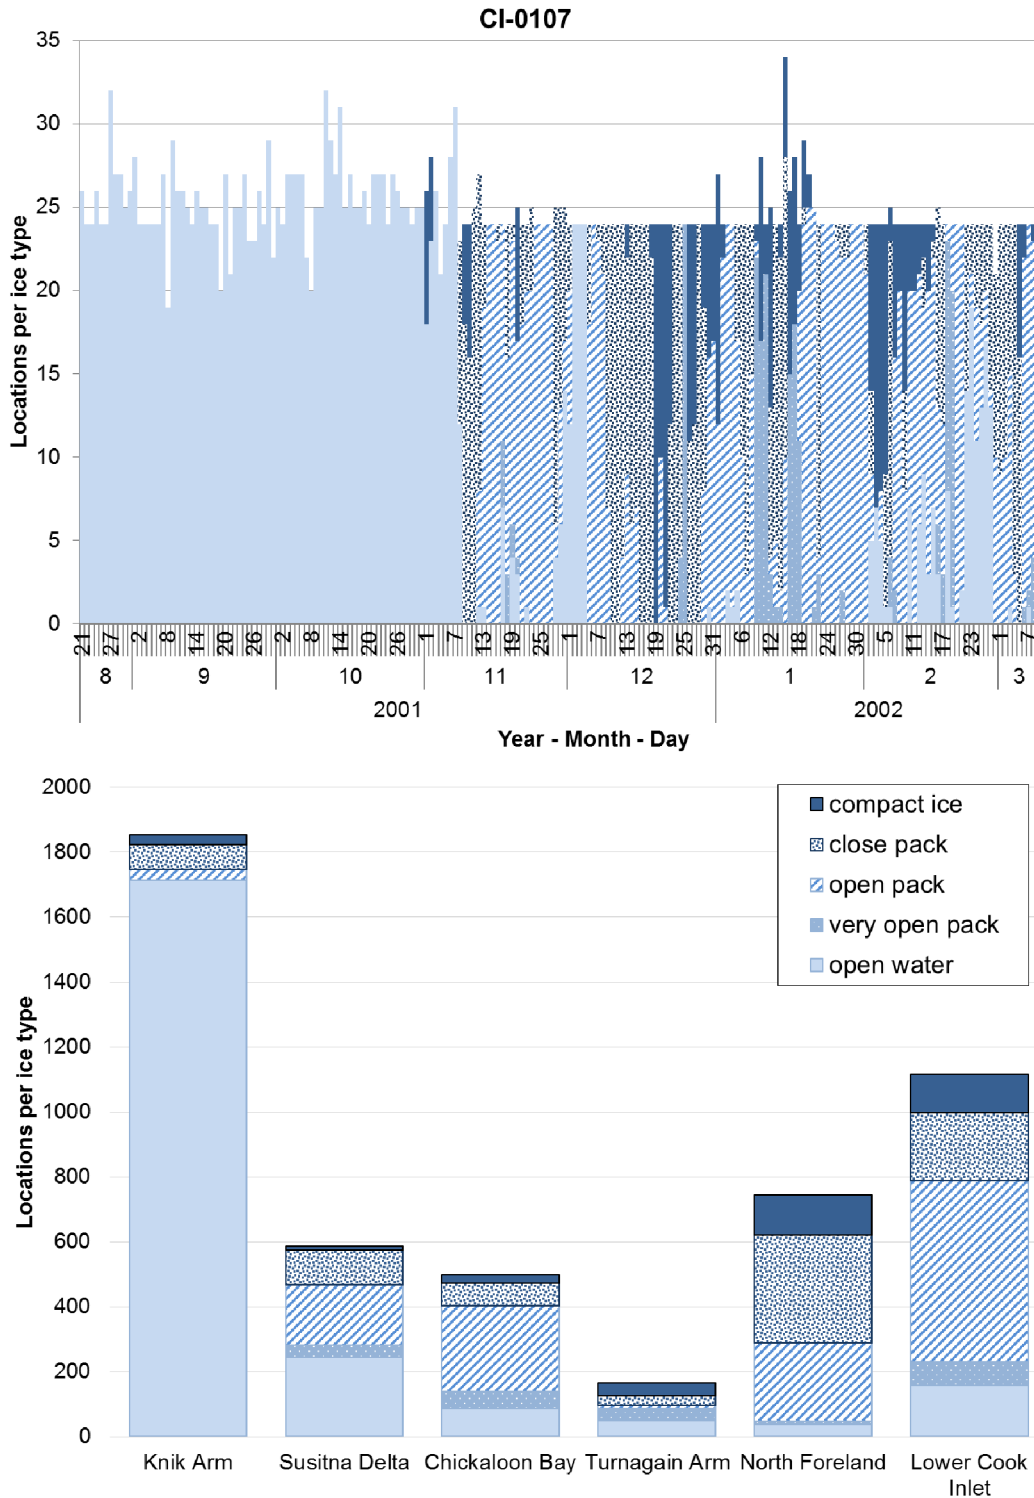 CI-0107
35
30
25
20
15
10
5
0
Locations per ice type
21 27 2 8 14 20 26 2 8 14 20 26 1 7 13 19 25 1 7 13 19 25 31 6 12 18 24 30 5 11 17 23 1 7
8 9 10 11 12 1 2 3
2001 2002
Year - Month - Day
2000
1800
1600
1400
1200
1000
800
600
400
200
0
Locations per ice type
compact ice
close pack
open pack
very open pack
open water
Knik Arm Susitna Delta Chickaloon Bay Turnagain Arm North Foreland Lower Cook
Inlet